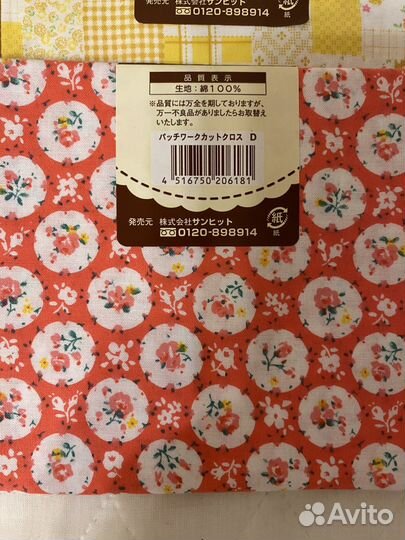 発売元 株式会社サンヒット
0120-898914
紙
品質表示
生地：綿100%
※品質には万全を期しておりますが、
万一不良品がありましたらお取替え
いたします。
パッチワークカットクロス D
4 516750 206181
発売元 株式会社サンヒット
0120-898914
紙
紙
Avito